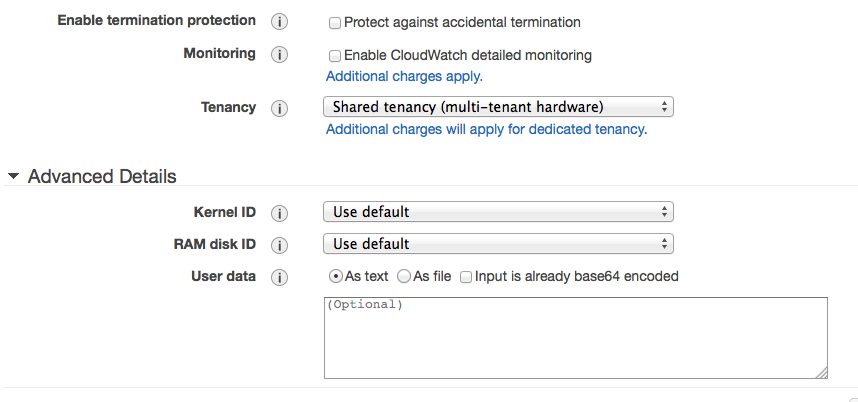 Enable termination protection i Protect against accidental termination
Monitoring i Enable CloudWatch detailed monitoring
Additional charges apply.
Tenancy i Shared tenancy (multi-tenant hardware)
Additional charges will apply for dedicated tenancy.
Advanced Details
Kernel ID i Use default
RAM disk ID i Use default
User data i As text As file Input is already base64 encoded
(Optional)